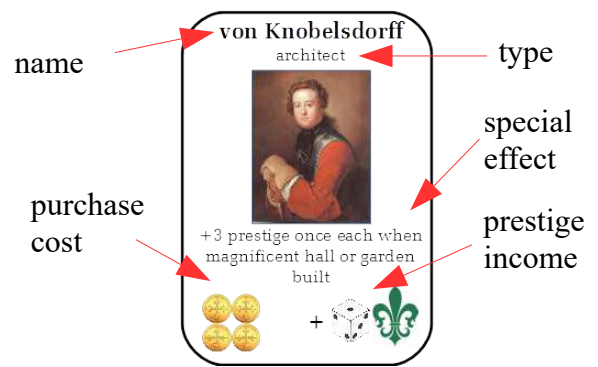 von Knobelsdorff
architect
name
type
special
effect
purchase
cost
+3 prestige once each when
magnificent hall or garden
built
prestige
income
+